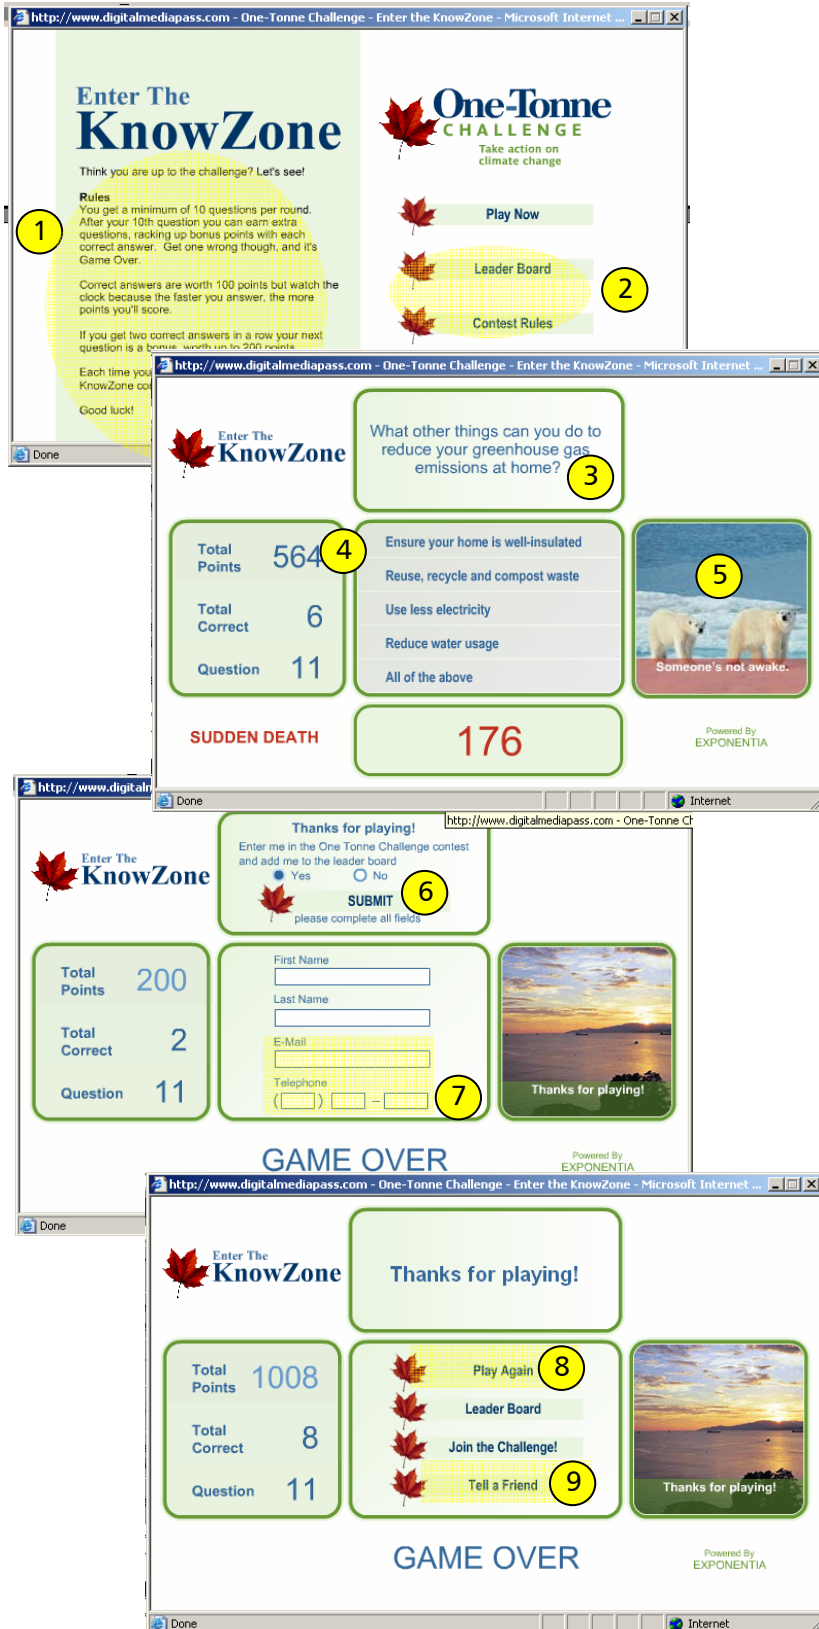 http://www.digitalmediapass.com - One-Tonne Challenge - Enter the KnowZone - Microsoft Internet ...
Enter The
KnowZone
Think you are up to the challenge? Let's see!
Rules
You get a minimum of 10 questions per round.
After your 10th question you can earn extra
questions, racking up bonus points with each
correct answer. Get one wrong though, and it's
Game Over.
Correct answers are worth 100 points but watch the
clock because the faster you answer, the more
points you'll score.
If you get two correct answers in a row your next
question is a bonus, worth up to 200 points.
Each time you
KnowZone con
Good luck!
1
One-Tonne
CHALLENGE
Take action on
climate change
Play Now
Leader Board
2
Contest Rules
Done
http://www.digitalmediapass.com - One-Tonne Challenge - Enter the KnowZone - Microsoft Internet ...
Enter The
KnowZone
What other things can you do to
reduce your greenhouse gas
emissions at home?
3
Total
Points 564
4
Total
Correct 6
Question 11
Ensure your home is well-insulated
Reuse, recycle and compost waste
Use less electricity
Reduce water usage
All of the above
5
Someone's not awake.
SUDDEN DEATH
176
Powered By
EXPONENTIA
Done
Internet
http://www.digitaln
http://www.digitalmediapass.com - One-Tonne Ch
Enter The
KnowZone
Thanks for playing!
Enter me in the One Tonne Challenge contest
and add me to the leader board
Yes No
SUBMIT
6
please complete all fields
Total
Points 200
Total
Correct 2
Question 11
First Name
Last Name
E-Mail
Telephone
( ) -
7
Thanks for playing!
GAME OVER
Powered By
EXPONENTIA
Done
http://www.digitalmediapass.com - One-Tonne Challenge - Enter the KnowZone - Microsoft Internet ...
Enter The
KnowZone
Thanks for playing!
Total
Points 1008
Total
Correct 8
Question 11
Play Again
8
Leader Board
Join the Challenge!
Tell a Friend
9
Thanks for playing!
GAME OVER
Powered By
EXPONENTIA
Done
Internet